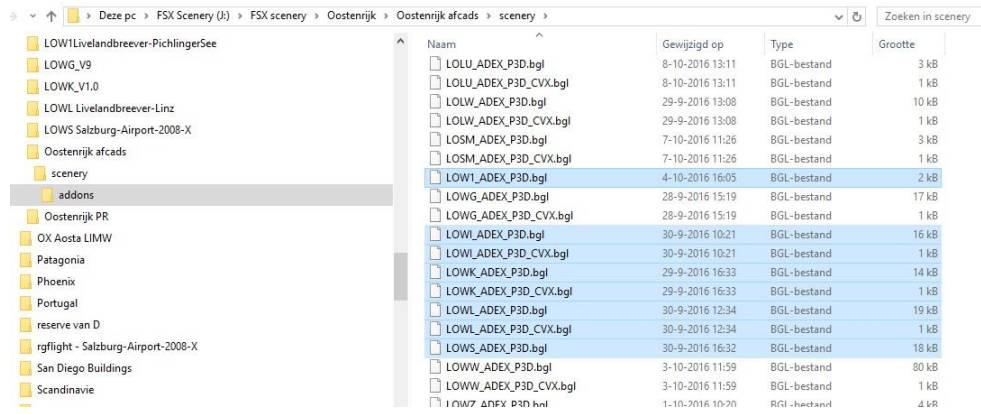 Deze pc > FSX Scenery (J:) > FSX scenery > Oostenrijk > Oostenrijk afcads > scenery >
Zoeken in scenery
LOW1Livelandbreever-PichlingerSee
LOWG_V9
LOWK_V1.0
LOWL Livelandbreever-Linz
LOWS Salzburg-Airport-2008-X
Oostenrijk afcads
scenery
addons
Oostenrijk PR
OX Aosta LIMW
Patagonia
Phoenix
Portugal
reserve van D
rgflight - Salzburg-Airport-2008-X
San Diego Buildings
Scandinavie
Naam Gewijzigd op Type Grootte
LOLU_ADEX_P3D.bgl 8-10-2016 13:11 BGL-bestand 3 kB
LOLU_ADEX_P3D_CVX.bgl 8-10-2016 13:11 BGL-bestand 1 kB
LOLW_ADEX_P3D.bgl 29-9-2016 13:08 BGL-bestand 10 kB
LOLW_ADEX_P3D_CVX.bgl 29-9-2016 13:08 BGL-bestand 1 kB
LOSM_ADEX_P3D.bgl 7-10-2016 11:26 BGL-bestand 3 kB
LOSM_ADEX_P3D_CVX.bgl 7-10-2016 11:26 BGL-bestand 1 kB
LOW1_ADEX_P3D.bgl 4-10-2016 16:05 BGL-bestand 2 kB
LOWG_ADEX_P3D.bgl 28-9-2016 15:19 BGL-bestand 17 kB
LOWG_ADEX_P3D_CVX.bgl 28-9-2016 15:19 BGL-bestand 1 kB
LOWI_ADEX_P3D.bgl 30-9-2016 10:21 BGL-bestand 16 kB
LOWI_ADEX_P3D_CVX.bgl 30-9-2016 10:21 BGL-bestand 1 kB
LOWK_ADEX_P3D.bgl 29-9-2016 16:33 BGL-bestand 14 kB
LOWK_ADEX_P3D_CVX.bgl 29-9-2016 16:33 BGL-bestand 1 kB
LOWL_ADEX_P3D.bgl 30-9-2016 12:34 BGL-bestand 19 kB
LOWL_ADEX_P3D_CVX.bgl 30-9-2016 12:34 BGL-bestand 1 kB
LOWS_ADEX_P3D.bgl 30-9-2016 16:32 BGL-bestand 18 kB
LOWW_ADEX_P3D.bgl 3-10-2016 11:59 BGL-bestand 80 kB
LOWW_ADEX_P3D_CVX.bgl 3-10-2016 11:59 BGL-bestand 1 kB
LOWZ_ADEX_P3D.bgl 1-10-2016 10:20 BGL-bestand 4 kB